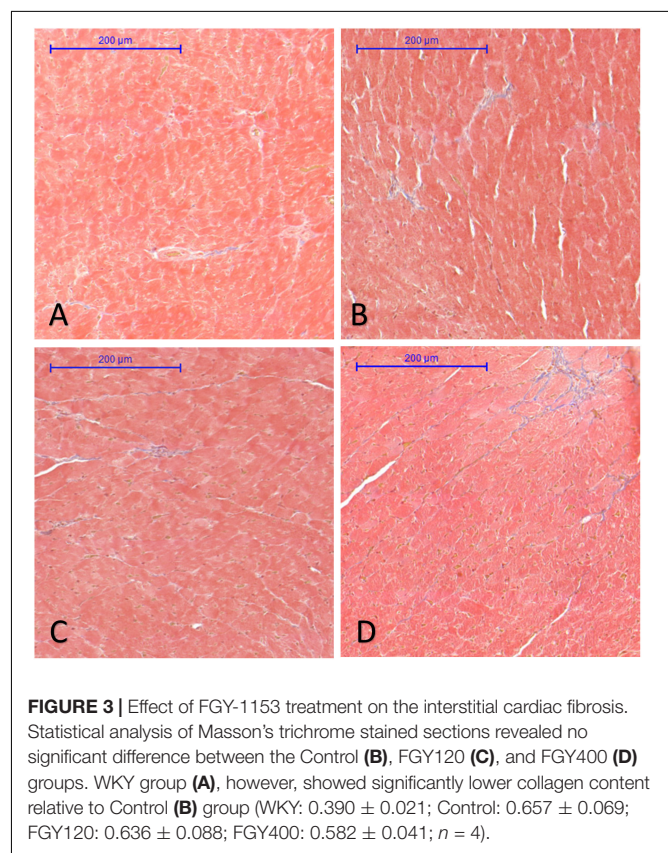 200 µm
200 µm
A
B
200 µm
200 µm
C
D
FIGURE 3 | Effect of FGY-1153 treatment on the interstitial cardiac fibrosis.
Statistical analysis of Masson's trichrome stained sections revealed no
significant difference between the Control (B), FGY120 (C), and FGY400 (D)
groups. WKY group (A), however, showed significantly lower collagen content
relative to Control (B) group (WKY: 0.390 ± 0.021; Control: 0.657 ± 0.069;
FGY120: 0.636 ± 0.088; FGY400: 0.582 ± 0.041; n = 4).